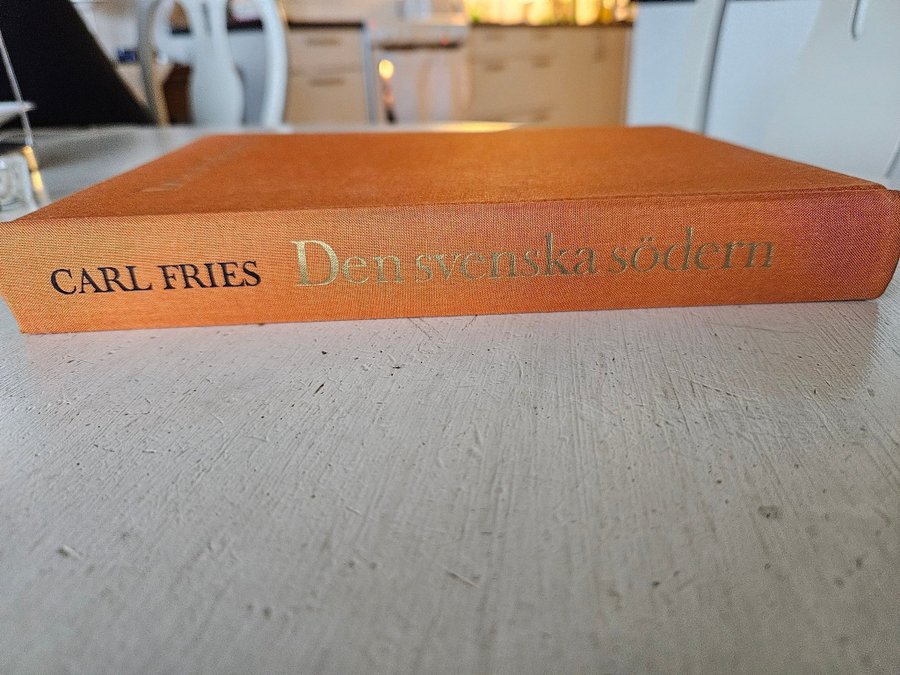 CARL FRIES Den svenska södern